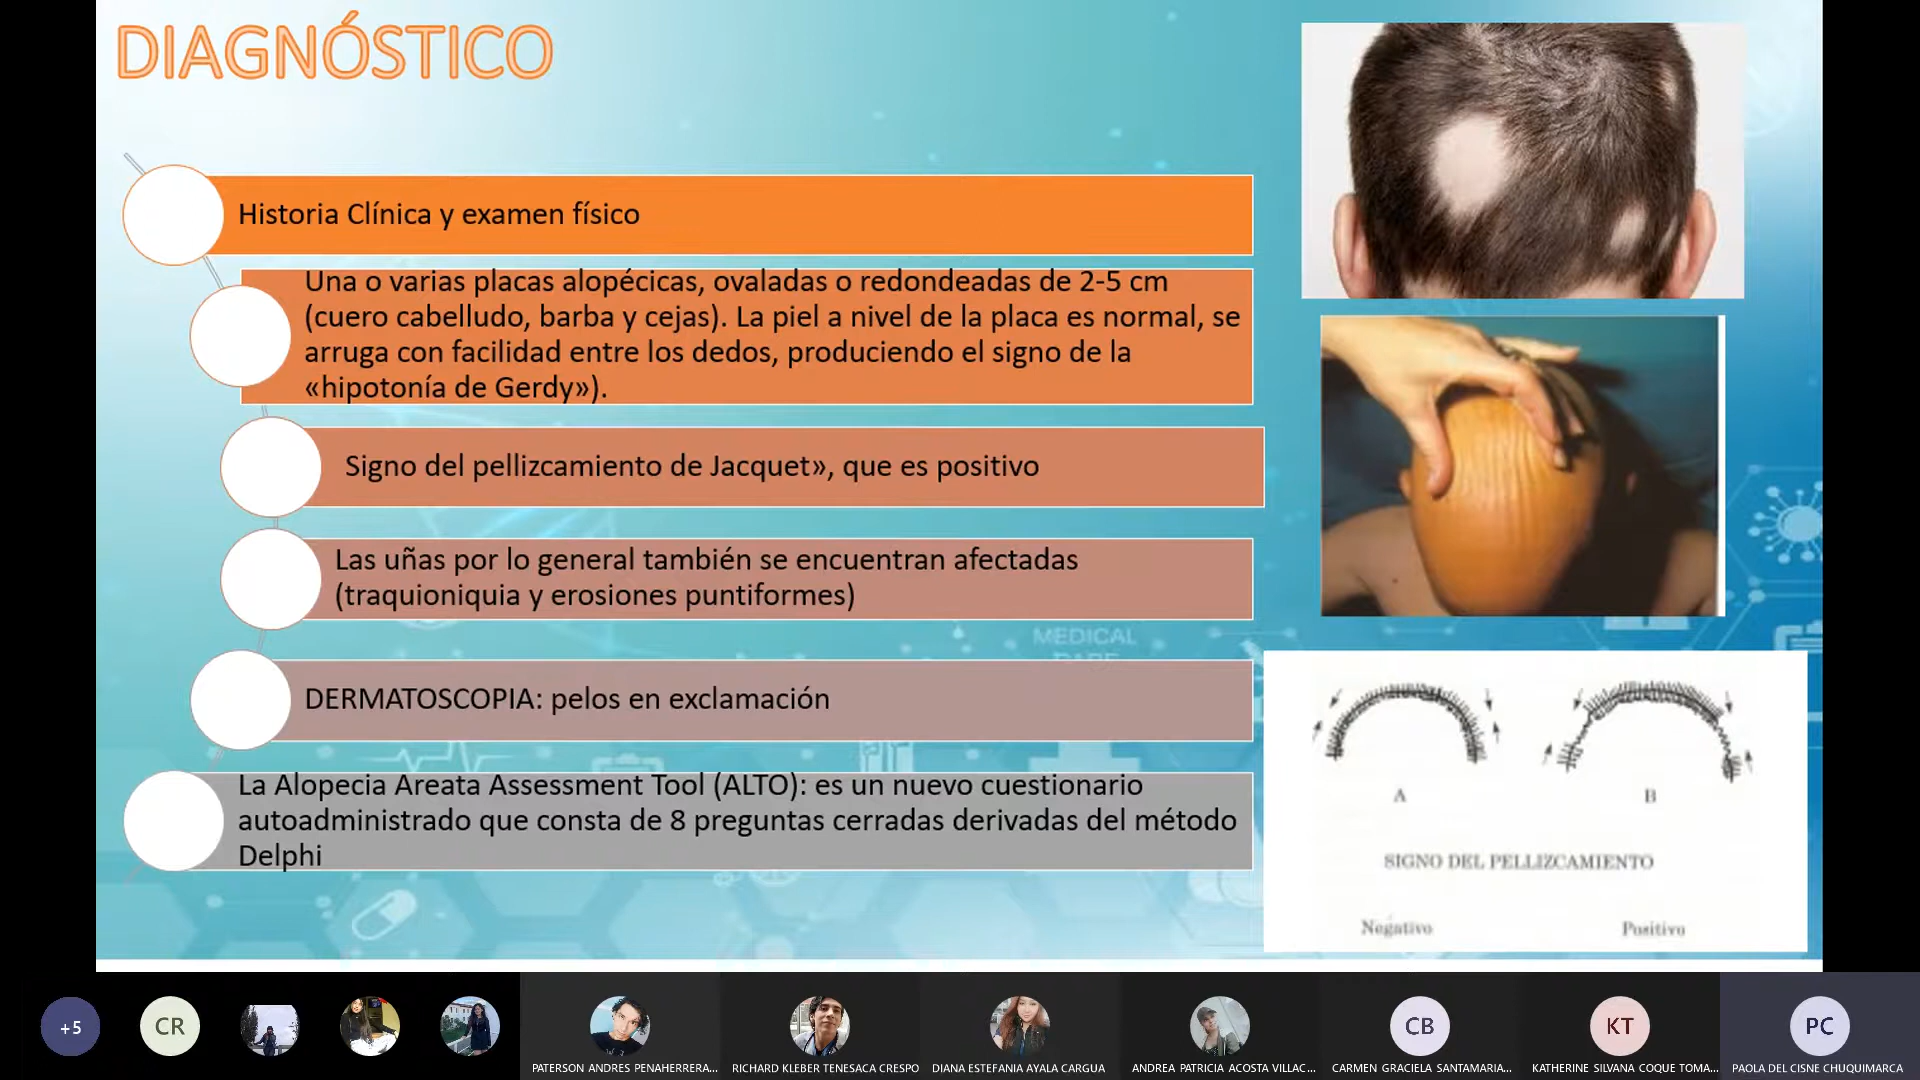 DIAGNÓSTICO
Historia Clínica y examen físico
Una o varias placas alopécicas, ovaladas o redondeadas de 2-5 cm
(cuero cabelludo, barba y cejas). La piel a nivel de la placa es normal, se
arruga con facilidad entre los dedos, produciendo el signo de la
«hipotonía de Gerdy»).
Signo del pellizcamiento de Jacquet», que es positivo
Las uñas por lo general también se encuentran afectadas
(traquioniquia y erosiones puntiformes)
MEDICAL
CARE
DERMATOSCOPIA: pelos en exclamación
La Alopecia Areata Assessment Tool (ALTO): es un nuevo cuestionario
autoadministrado que consta de 8 preguntas cerradas derivadas del método
Delphi
A B
SIGNO DEL PELLIZCAMIENTO
Negativo Positivo
+5 CR CB KT PC
PATERSON ANDRES PENAHERRERA... RICHARD KLEBER TENESACA CRESPO DIANA ESTEFANIA AYALA CARGUA ANDREA PATRICIA ACOSTA VILLAC... CARMEN GRACIELA SANTAMARIA... KATHERINE SILVANA COQUE TOMA... PAOLA DEL CISNE CHUQUIMARCA